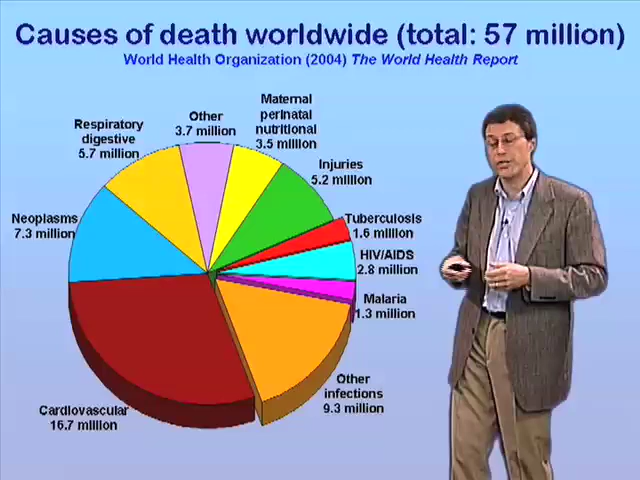 Causes of death worldwide (total: 57 million)
World Health Organization (2004) The World Health Report
Maternal
perinatal
nutritional
3.5 million
Other
3.7 million
Respiratory
digestive
5.7 million
Injuries
5.2 million
Neoplasms
7.3 million
Tuberculosis
1.6 million
HIV/AIDS
2.8 million
Malaria
1.3 million
Other
infections
9.3 million
Cardiovascular
16.7 million